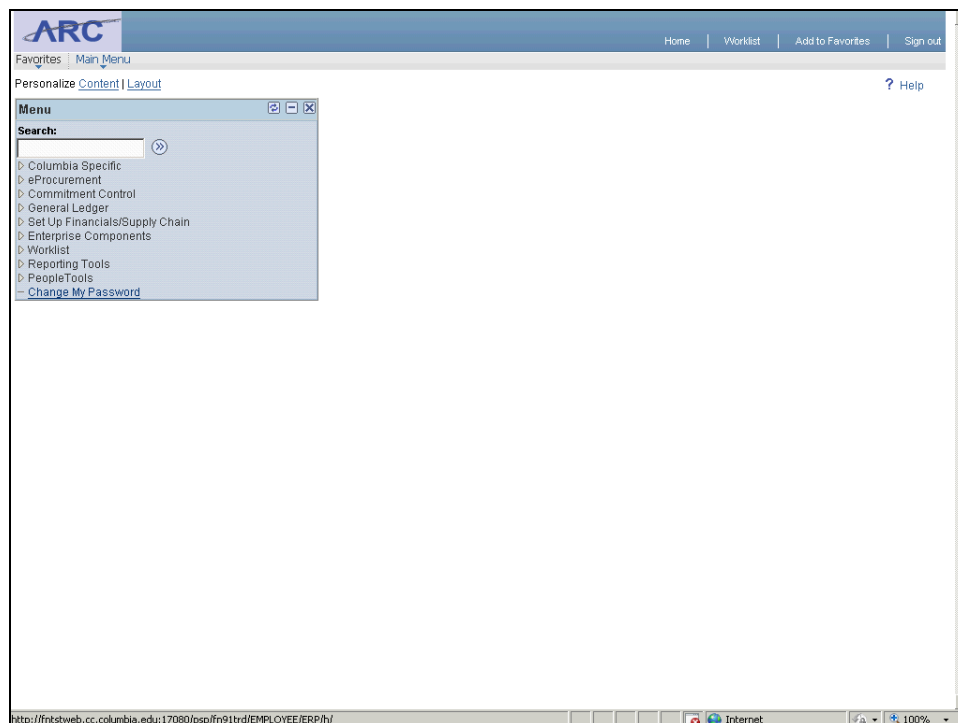 ARC
Home | Worklist | Add to Favorites | Sign out
Favorites Main Menu
Personalize Content | Layout
? Help
Menu
Search:
Columbia Specific
eProcurement
Commitment Control
General Ledger
Set Up Financials/Supply Chain
Enterprise Components
Worklist
Reporting Tools
PeopleTools
Change My Password
http://fntstweb.cc.columbia.edu:17080/psp/fn91trd/EMPLOYEE/ERP/h/ Internet 100%